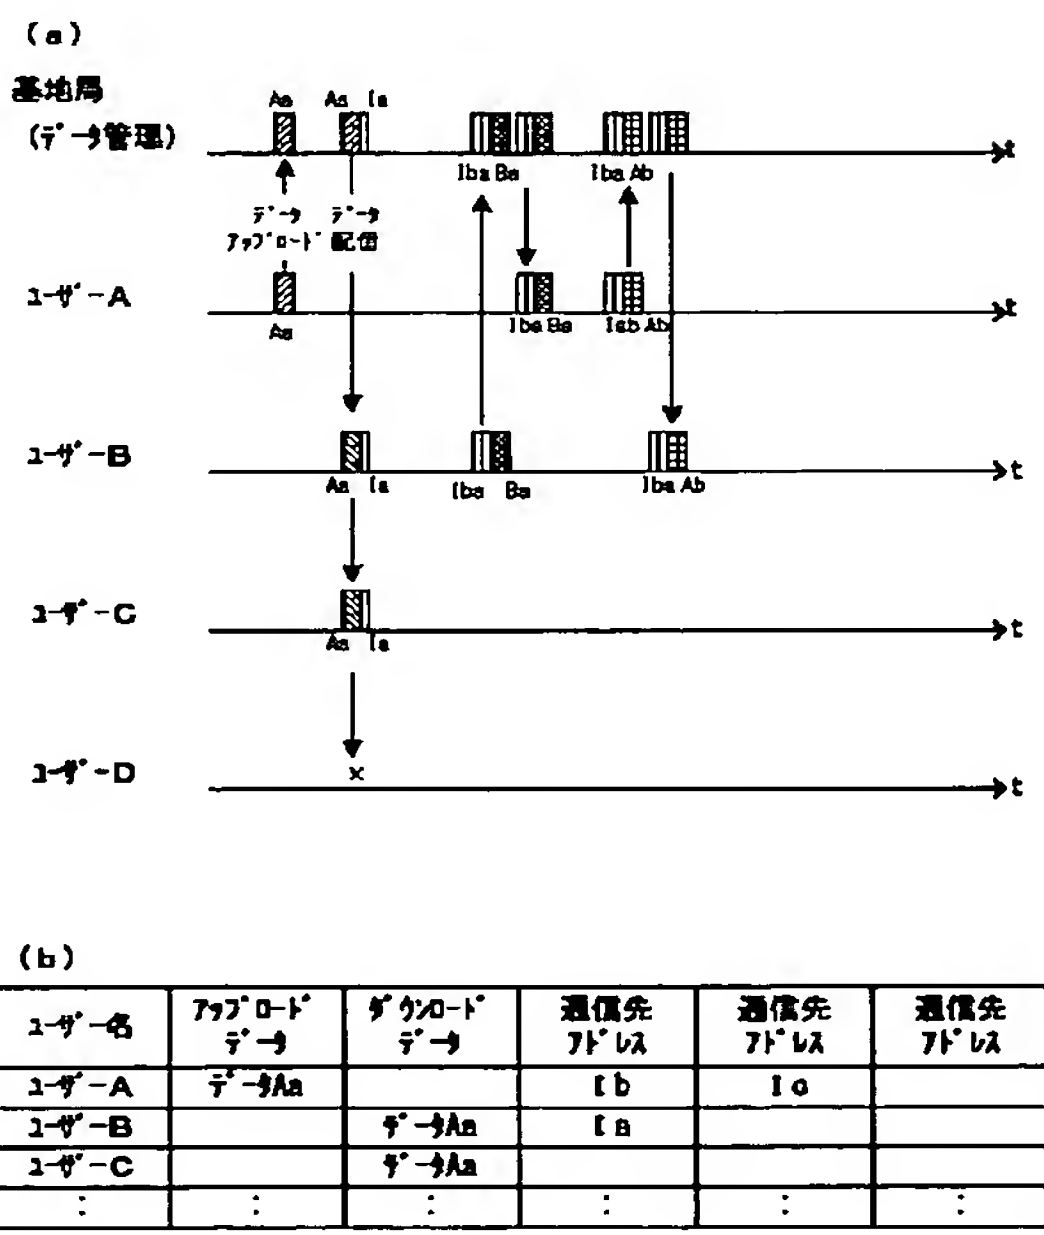 (a)
基地局
(データ管理)
Aa Aa Ia
t
Iba Ba Iba Ab
データ データ
アップロード 配信
ユーザーA
t
Aa Iba Ba Iab Ab
ユーザーB
t
Aa Ia Iba Ba Iba Ab
ユーザーC
t
Aa Ia
ユーザーD
×
t
(b)
ユーザー名 アップロード データ ダウンロード データ 通信先 アドレス 通信先 アドレス 通信先 アドレス
ユーザーA データAa Ib Ic
ユーザーB データAa Ia
ユーザーC データAa
: : : : : :